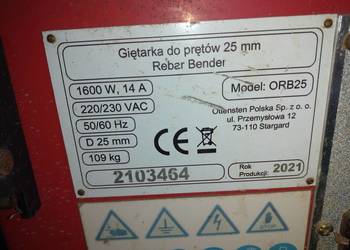 Giętarka do prętów 25 mm
Rebar Bender
1600 W, 14 A
Model: ORB25
220/230 VAC
50/60 Hz
D 25 mm
109 kg
CE
Ottensten Polska Sp. z o. o.
ul. Przemysłowa 12
73-110 Stargard
2103464
Rok
Produkcji: 2021